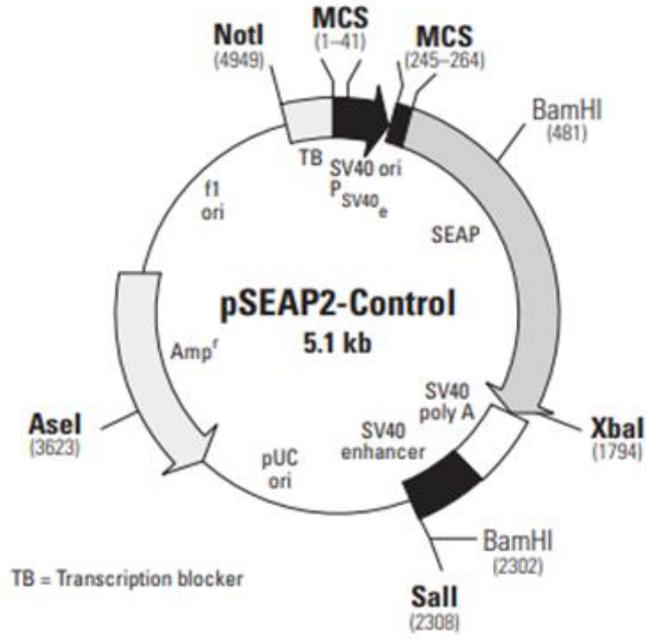 NotI
(4949)
MCS
(1–41)
MCS
(245–264)
BamHI
(481)
TB
SV40 ori
PSV40e
f1
ori
SEAP
pSEAP2-Control
5.1 kb
Ampr
SV40
poly A
AseI
(3623)
SV40
enhancer
XbaI
(1794)
pUC
ori
BamHI
(2302)
TB = Transcription blocker
SalI
(2308)